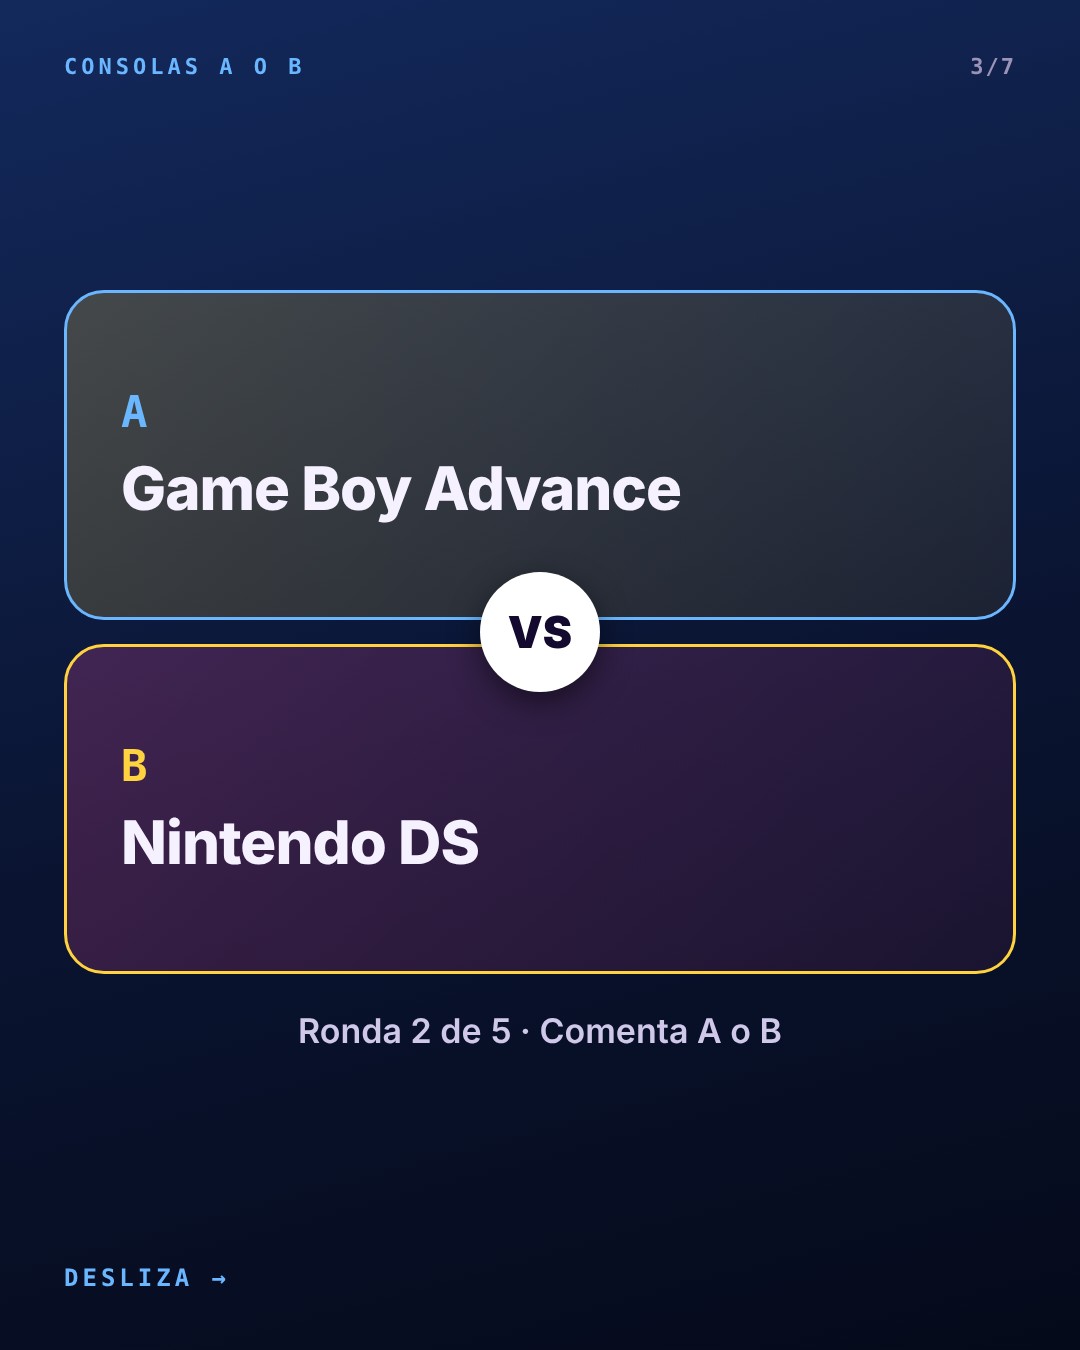 CONSOLAS A O B
3/7
A
Game Boy Advance
VS
B
Nintendo DS
Ronda 2 de 5 · Comenta A o B
DESLIZA →